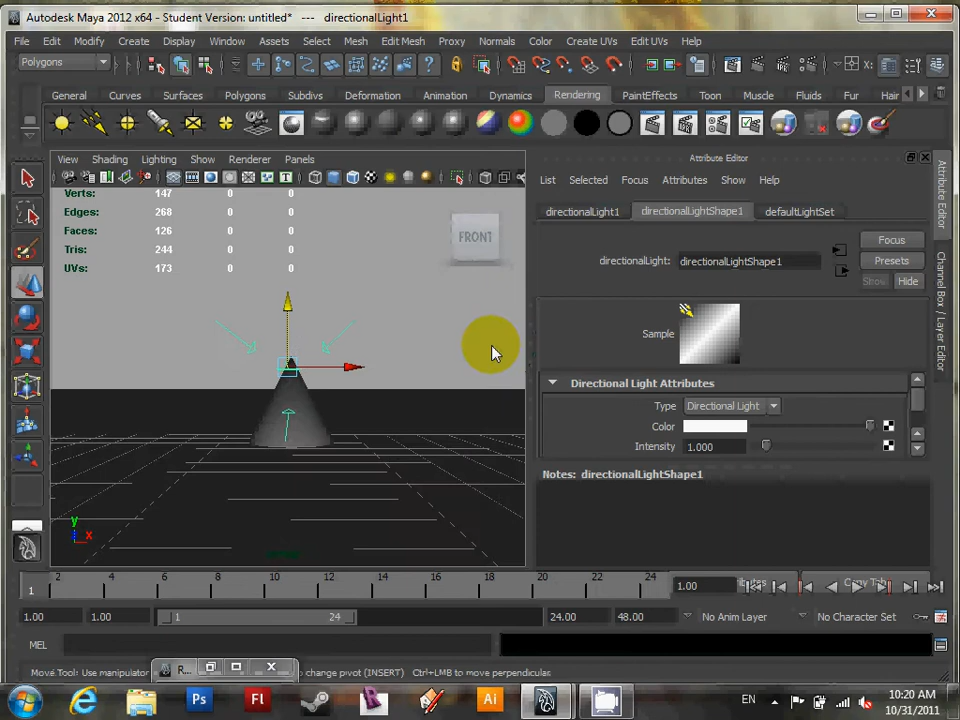 Autodesk Maya 2012 x64 - Student Version: untitled* --- directionalLight1
File Edit Modify Create Display Window Assets Select Mesh Edit Mesh Proxy Normals Color Create UVs Edit UVs Help
Polygons
General Curves Surfaces Polygons Subdivs Deformation Animation Dynamics Rendering PaintEffects Toon Muscle Fluids Fur Hair
View Shading Lighting Show Renderer Panels
Verts: 147 0 0
Edges: 268 0 0
Faces: 126 0 0
Tris: 244 0 0
UVs: 173 0 0
FRONT
y
x
Attribute Editor
List Selected Focus Attributes Show Help
directionalLight1 directionalLightShape1 defaultLightSet
directionalLight: directionalLightShape1
Focus
Presets
Show Hide
Sample
Directional Light Attributes
Type Directional Light
Color
Intensity 1.000
Notes: directionalLightShape1
Attribute Editor
Channel Box / Layer Editor
1 2 4 6 8 10 12 14 16 18 20 22 24 1.00
1.00 1.00 1 24 24.00 48.00 No Anim Layer No Character Set
MEL
Move Tool: Use manipulator
R...
change pivot (INSERT) Ctrl+LMB to move perpendicular
Ps Fl Ai EN
10:20 AM
10/31/2011